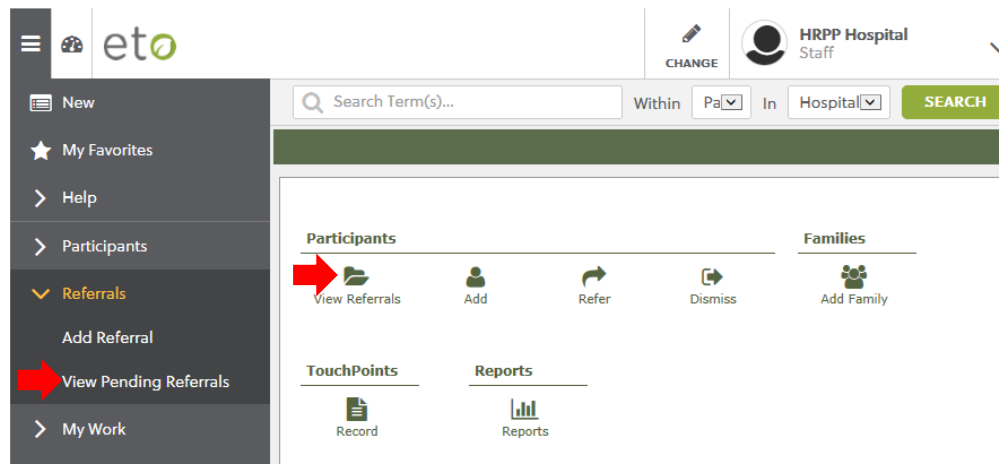 eto
CHANGE
HRPP Hospital
Staff
New
Search Term(s)...
Within
Pa
In
Hospital
SEARCH
My Favorites
Help
Participants
Referrals
Add Referral
View Pending Referrals
My Work
Participants
Families
View Referrals
Add
Refer
Dismiss
Add Family
TouchPoints
Reports
Record
Reports